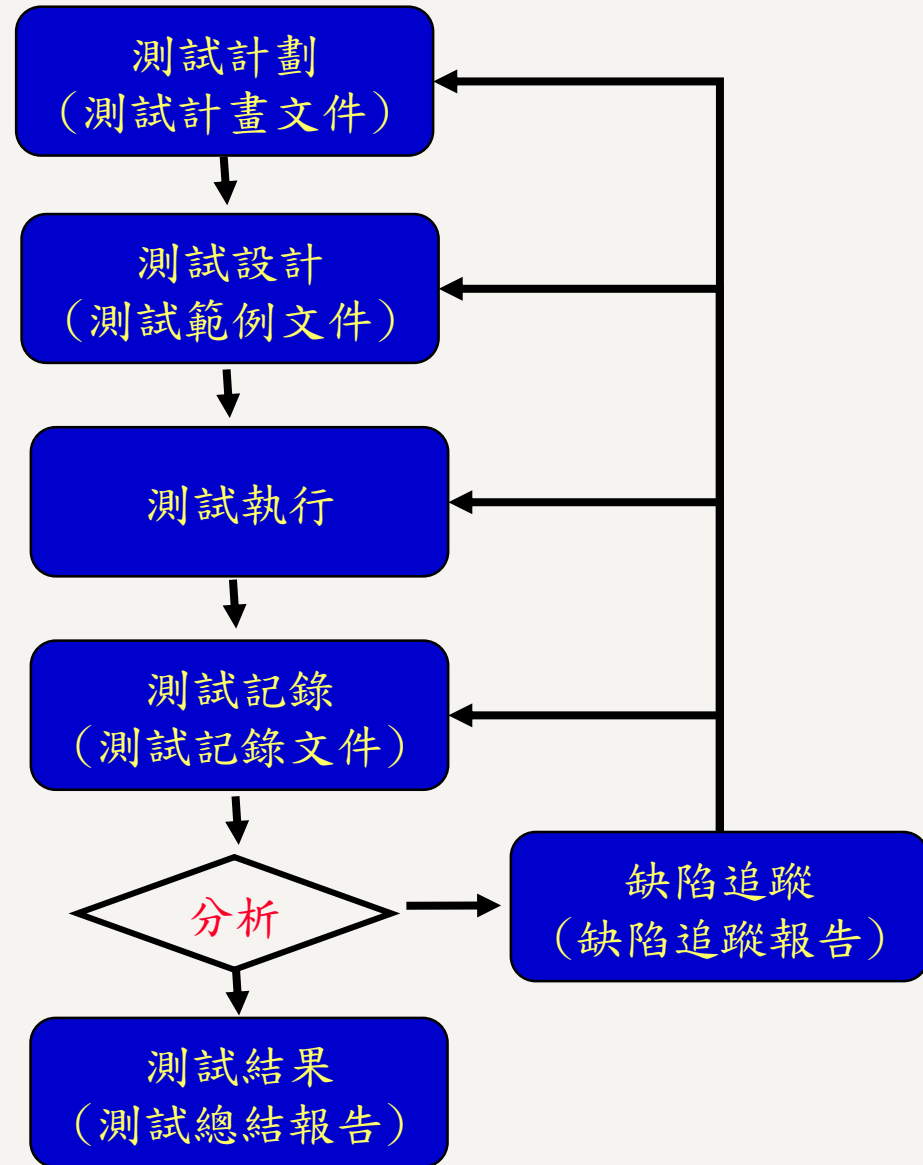 測試計劃
（測試計畫文件）
測試設計
（測試範例文件）
測試執行
測試記錄
（測試記錄文件）
分析
缺陷追蹤
（缺陷追蹤報告）
測試結果
（測試總結報告）